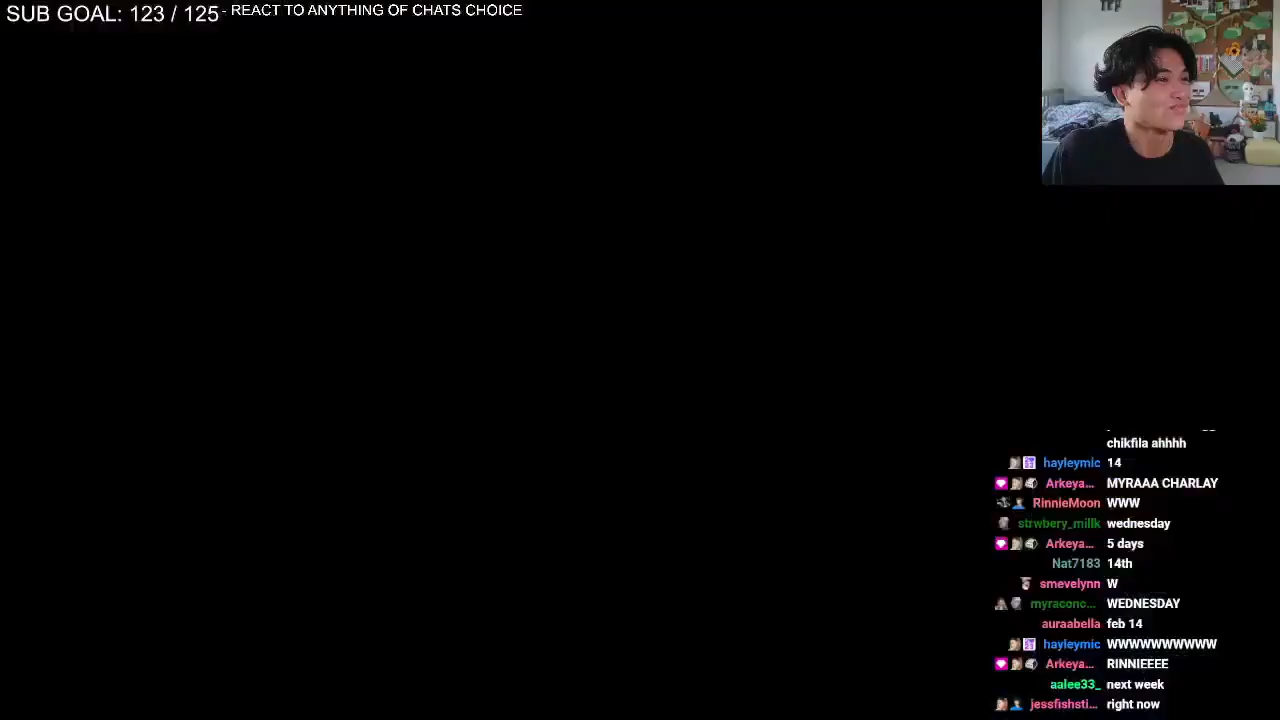 SUB GOAL: 123 / 125 - REACT TO ANYTHING OF CHATS CHOICE
chikfila ahhhh
hayleymic 14
Arkeya... MYRAAA CHARLAY
RinnieMoon WWW
strwbery_millk wednesday
Arkeya... 5 days
Nat7183 14th
smevelynn W
myraconc... WEDNESDAY
auraabella feb 14
hayleymic WWWWWWWWWW
Arkeya... RINNIEEEE
aalee33_ next week
jessfishsti... right now